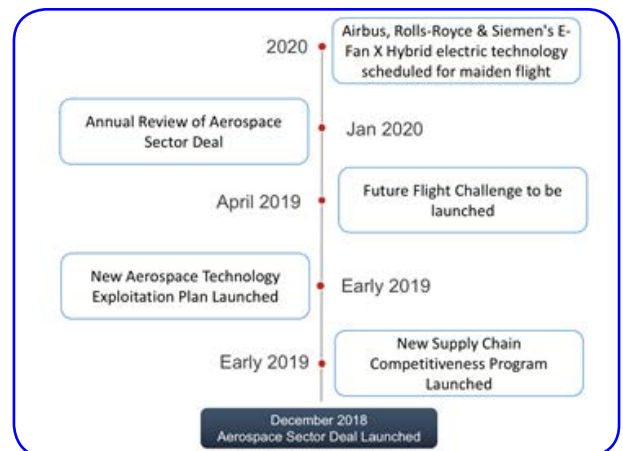 2020
Airbus, Rolls-Royce & Siemen's E-
Fan X Hybrid electric technology
scheduled for maiden flight
Annual Review of Aerospace
Sector Deal
Jan 2020
April 2019
Future Flight Challenge to be
launched
New Aerospace Technology
Exploitation Plan Launched
Early 2019
Early 2019
New Supply Chain
Competitiveness Program
Launched
December 2018
Aerospace Sector Deal Launched